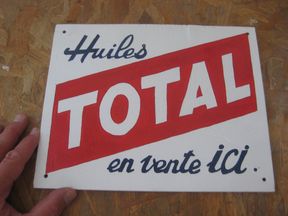 Huiles
TOTAL
en vente ici.